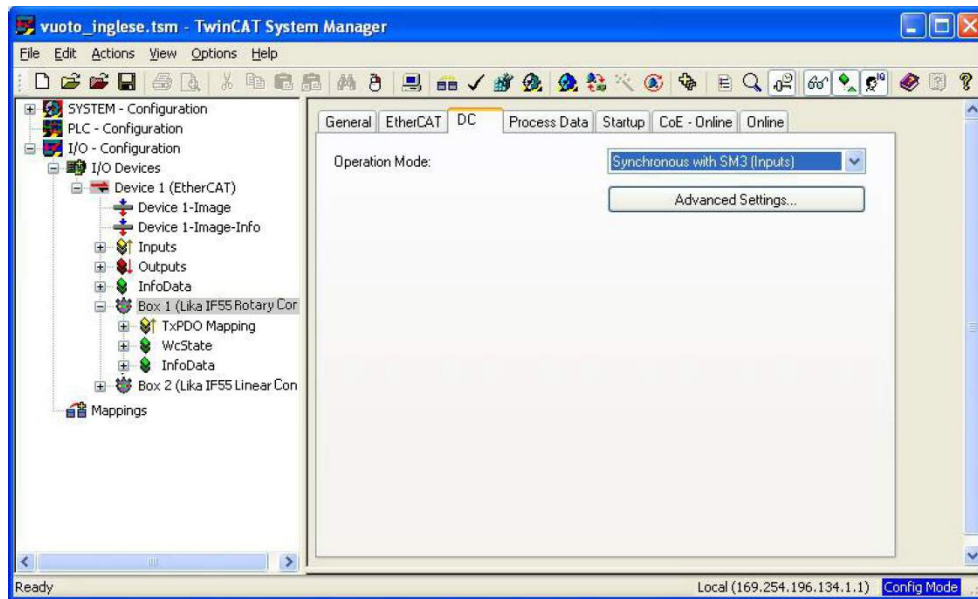 vuoto_inglese.tsm - TwinCAT System Manager
File Edit Actions View Options Help
SYSTEM - Configuration
PLC - Configuration
I/O - Configuration
I/O Devices
Device 1 (EtherCAT)
Device 1-Image
Device 1-Image-Info
Inputs
Outputs
InfoData
Box 1 (Lika IF55 Rotary Con
TxPDO Mapping
WcState
InfoData
Box 2 (Lika IF55 Linear Con
Mappings
General EtherCAT DC Process Data Startup CoE - Online Online
Operation Mode: Synchronous with SM3 (Inputs)
Advanced Settings...
Ready Local (169.254.196.134.1.1) Config Mode